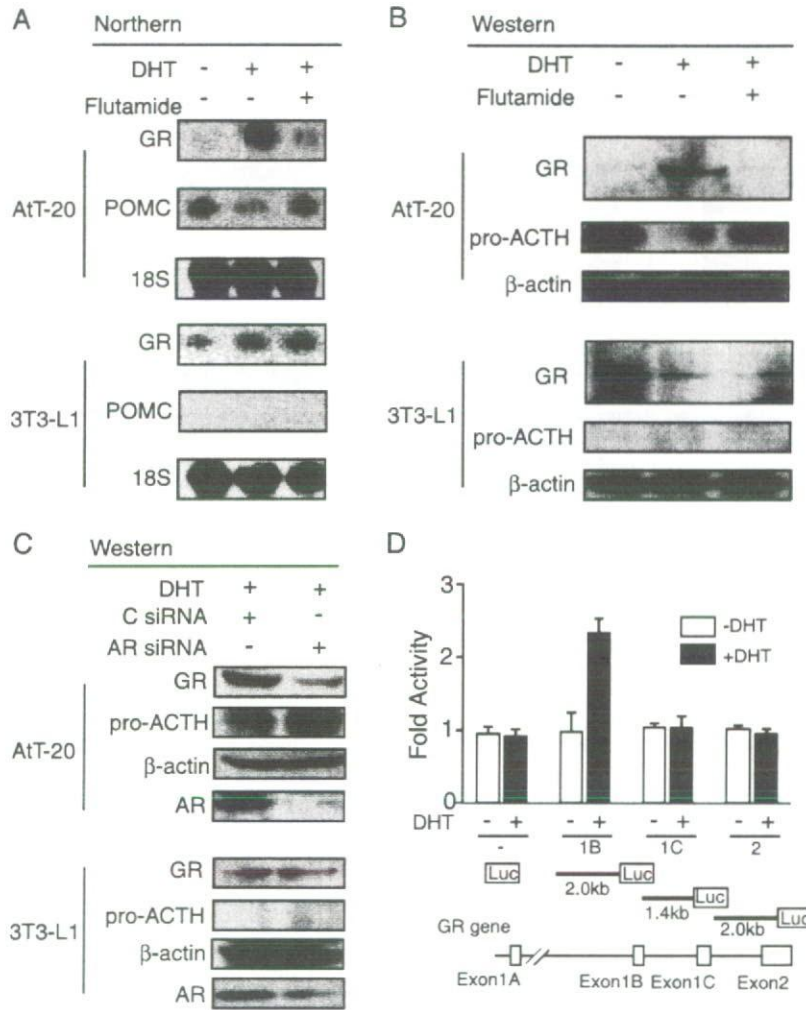 A
Northern
DHT - + +
Flutamide - - +
AtT-20
GR
POMC
18S
3T3-L1
GR
POMC
18S
B
Western
DHT - + +
Flutamide - - +
AtT-20
GR
pro-ACTH
β-actin
3T3-L1
GR
pro-ACTH
β-actin
C
Western
DHT + +
C siRNA + -
AR siRNA - +
AtT-20
GR
pro-ACTH
β-actin
AR
3T3-L1
GR
pro-ACTH
β-actin
AR
D
Fold Activity
3
2
1
0
-DHT
+DHT
DHT - + - + - + - +
- 1B 1C 2
Luc
2.0kb Luc
1.4kb Luc
2.0kb Luc
GR gene
Exon1A Exon1B Exon1C Exon2